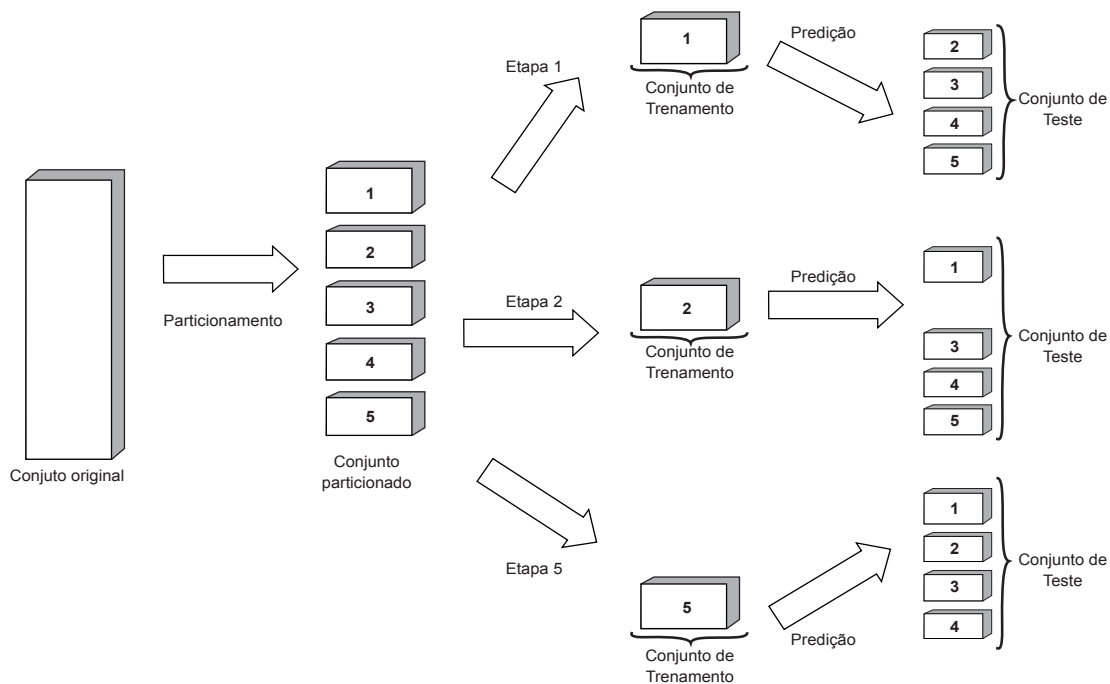 Conjuto original
Particionamento
1
2
3
4
5
Conjunto
particionado
Etapa 1
1
Conjunto de
Trenamento
Predição
2
3
4
5
Conjunto de
Teste
Etapa 2
2
Conjunto de
Trenamento
Predição
1
3
4
5
Conjunto de
Teste
Etapa 5
5
Conjunto de
Trenamento
Predição
1
2
3
4
Conjunto de
Teste